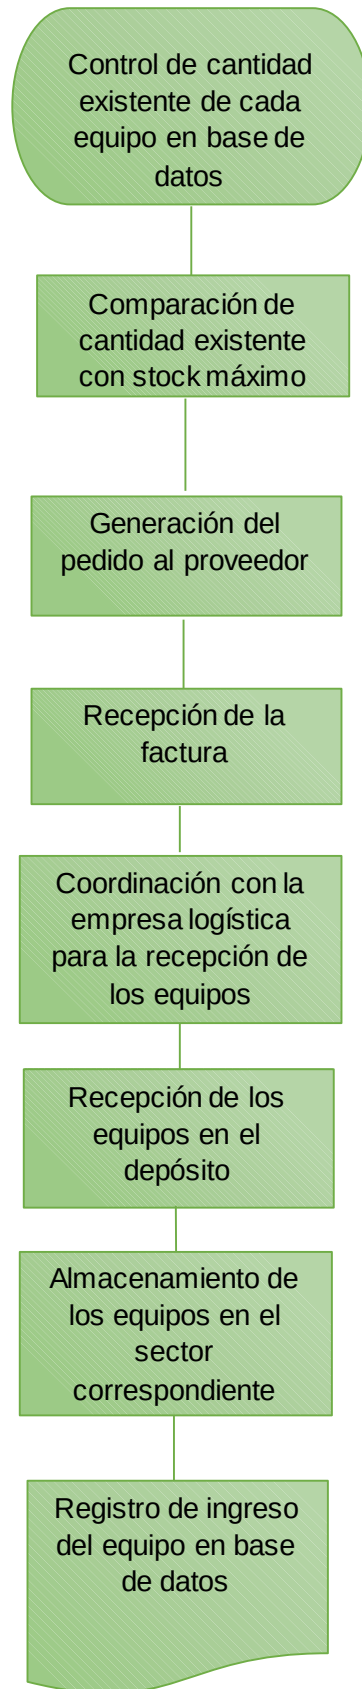 Control de cantidad
existente de cada
equipo en base de
datos
Comparación de
cantidad existente
con stock máximo
Generación del
pedido al proveedor
Recepción de la
factura
Coordinación con la
empresa logística
para la recepción de
los equipos
Recepción de los
equipos en el
depósito
Almacenamiento de
los equipos en el
sector
correspondiente
Registro de ingreso
del equipo en base
de datos